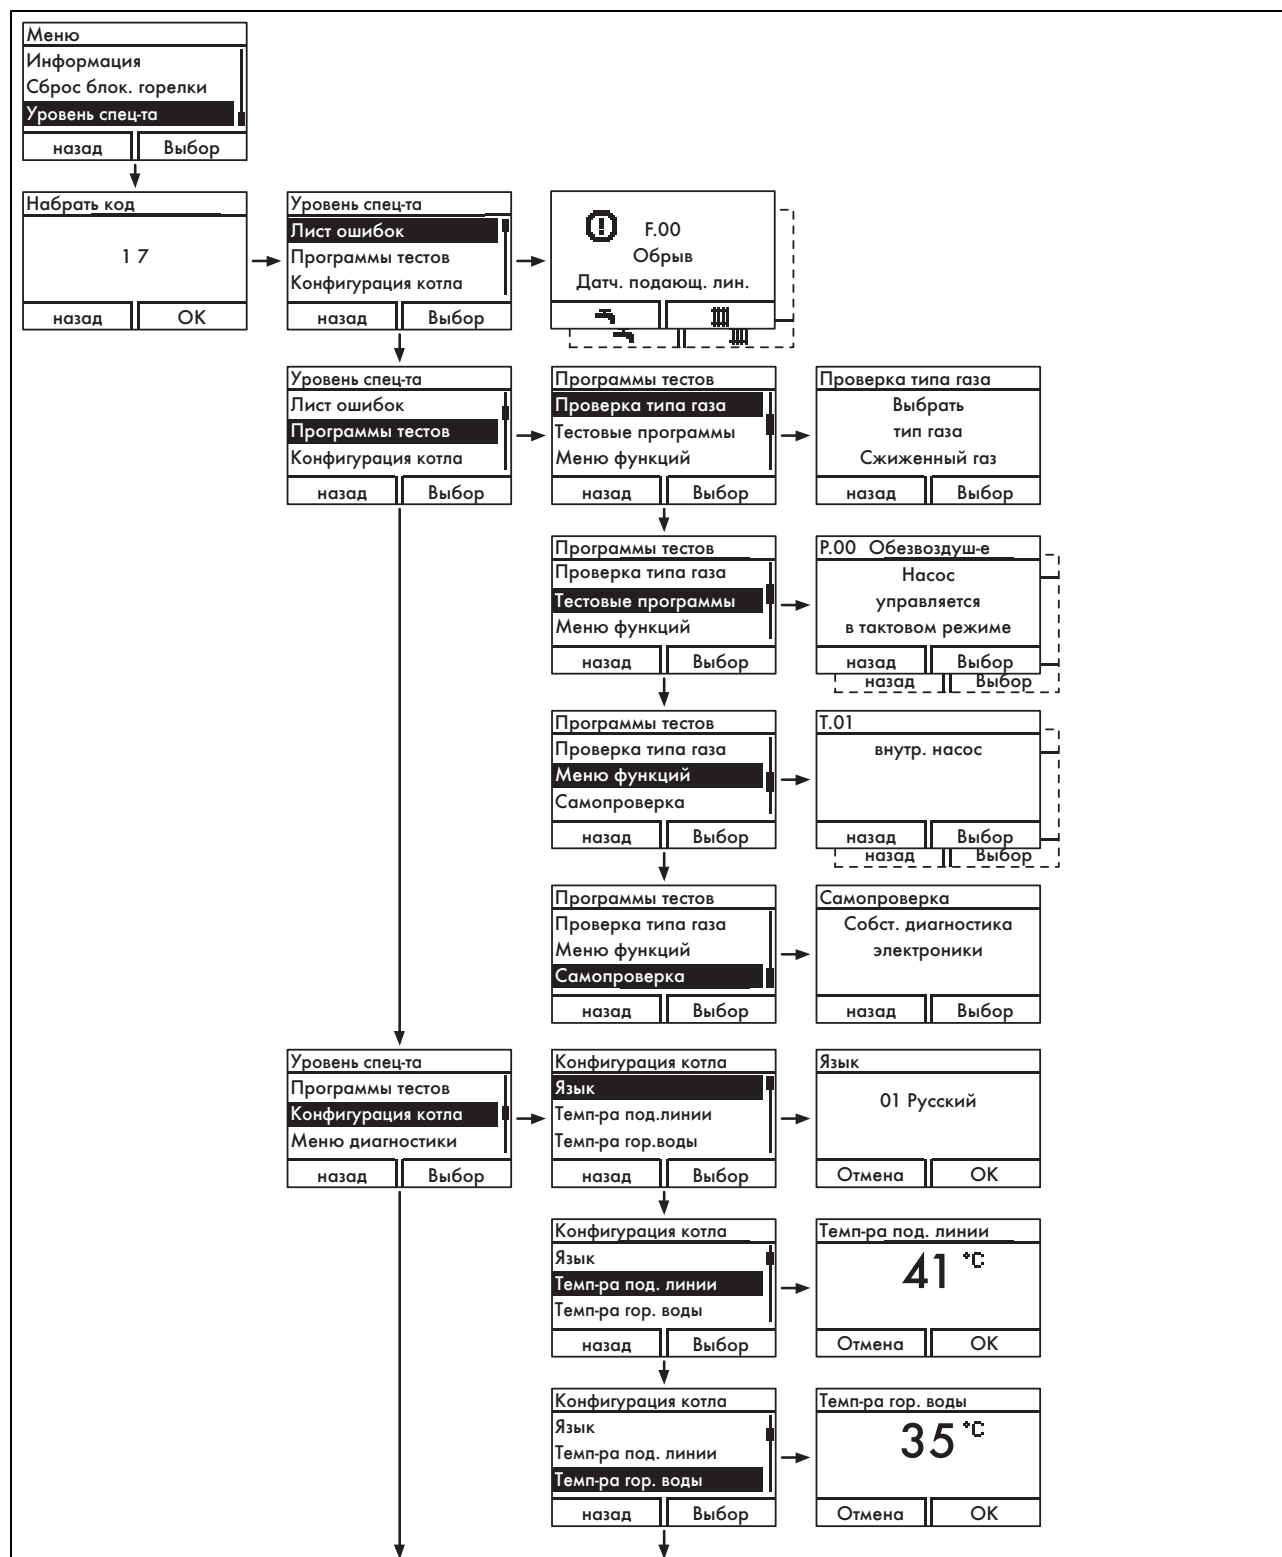 Меню
Информация
Сброс блок. горелки
Уровень спец-та
назад Выбор
Набрать код
1 7
назад OK
Уровень спец-та
Лист ошибок
Программы тестов
Конфигурация котла
назад Выбор
F.00
Обрыв
Датч. подающ. лин.
Уровень спец-та
Лист ошибок
Программы тестов
Конфигурация котла
назад Выбор
Программы тестов
Проверка типа газа
Тестовые программы
Меню функций
назад Выбор
Проверка типа газа
Выбрать
тип газа
Сжиженный газ
назад Выбор
Программы тестов
Проверка типа газа
Тестовые программы
Меню функций
назад Выбор
P.00 Обезвоздуш-е
Насос
управляется
в тактовом режиме
назад Выбор
назад Выбор
Программы тестов
Проверка типа газа
Меню функций
Самопроверка
назад Выбор
T.01
внутр. насос
назад Выбор
назад Выбор
Программы тестов
Проверка типа газа
Меню функций
Самопроверка
назад Выбор
Самопроверка
Собст. диагностика
электроники
назад Выбор
Уровень спец-та
Программы тестов
Конфигурация котла
Меню диагностики
назад Выбор
Конфигурация котла
Язык
Темп-ра под.линии
Темп-ра гор.воды
назад Выбор
Язык
01 Русский
Отмена OK
Конфигурация котла
Язык
Темп-ра под. линии
Темп-ра гор. воды
назад Выбор
Темп-ра под. линии
41 °C
Отмена OK
Конфигурация котла
Язык
Темп-ра под. линии
Темп-ра гор. воды
назад Выбор
Темп-ра гор. воды
35 °C
Отмена OK